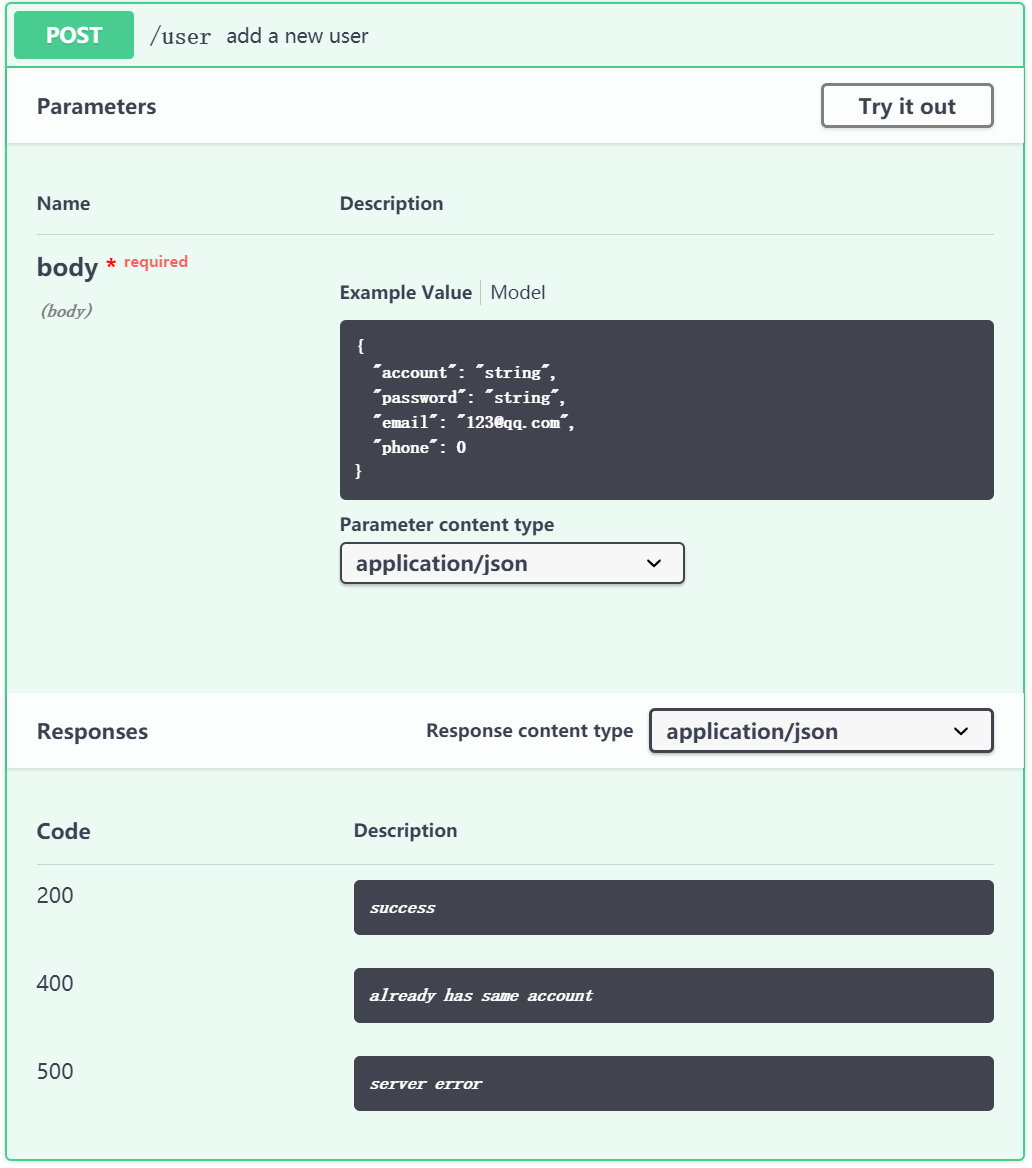 POST /user add a new user
Parameters Try it out
Name Description
body * required
(body)
Example Value Model
{
"account": "string",
"password": "string",
"email": "123@qq.com",
"phone": 0
}
Parameter content type
application/json
Responses Response content type application/json
Code Description
200 success
400 already has same account
500 server error